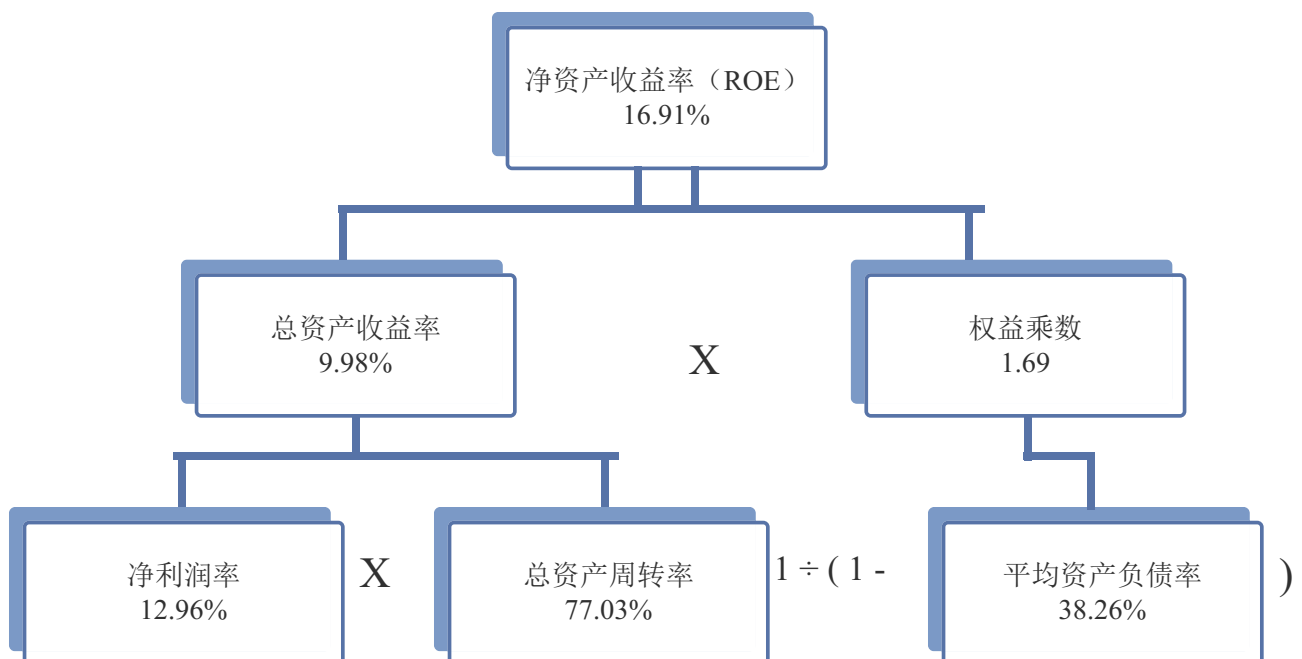 净资产收益率（ROE）
16.91%
总资产收益率
9.98%
X
权益乘数
1.69
净利润率
12.96%
X
总资产周转率
77.03%
1 ÷ ( 1 -
平均资产负债率
38.26%
)